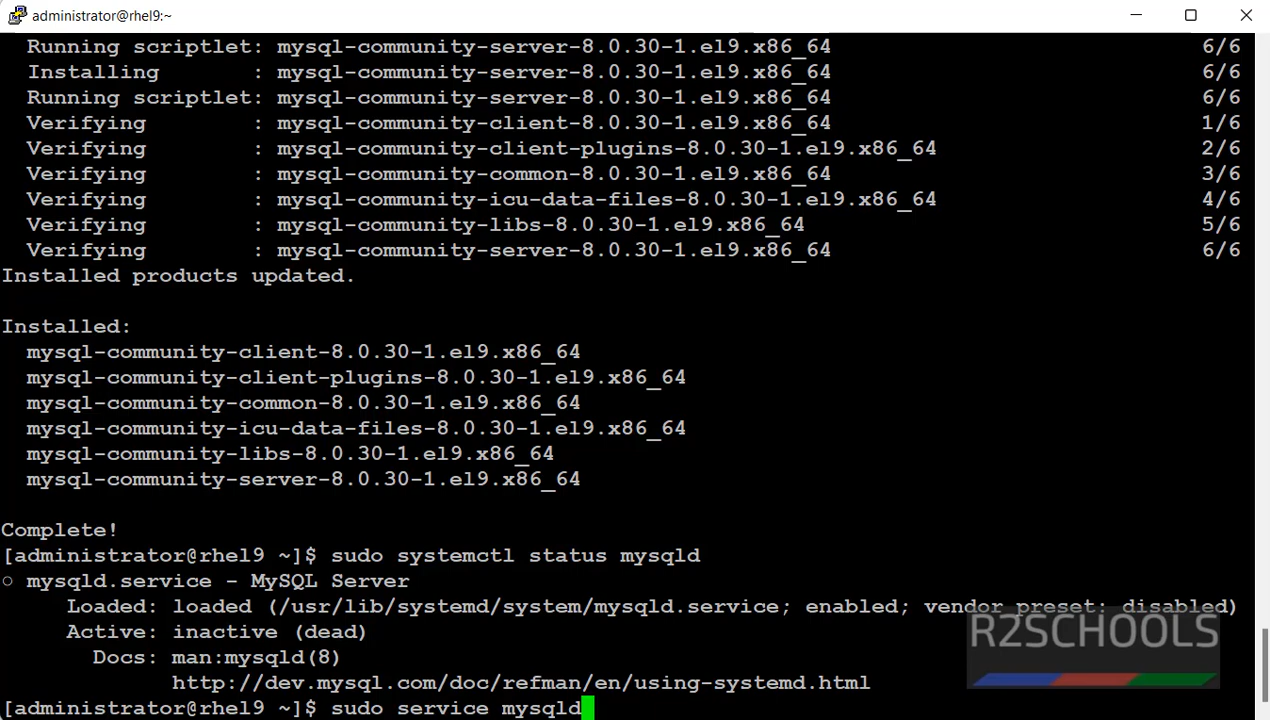 administrator@rhel9:~
Running scriptlet: mysql-community-server-8.0.30-1.el9.x86_64 6/6
Installing : mysql-community-server-8.0.30-1.el9.x86_64 6/6
Running scriptlet: mysql-community-server-8.0.30-1.el9.x86_64 6/6
Verifying : mysql-community-client-8.0.30-1.el9.x86_64 1/6
Verifying : mysql-community-client-plugins-8.0.30-1.el9.x86_64 2/6
Verifying : mysql-community-common-8.0.30-1.el9.x86_64 3/6
Verifying : mysql-community-icu-data-files-8.0.30-1.el9.x86_64 4/6
Verifying : mysql-community-libs-8.0.30-1.el9.x86_64 5/6
Verifying : mysql-community-server-8.0.30-1.el9.x86_64 6/6
Installed products updated.
Installed:
mysql-community-client-8.0.30-1.el9.x86_64
mysql-community-client-plugins-8.0.30-1.el9.x86_64
mysql-community-common-8.0.30-1.el9.x86_64
mysql-community-icu-data-files-8.0.30-1.el9.x86_64
mysql-community-libs-8.0.30-1.el9.x86_64
mysql-community-server-8.0.30-1.el9.x86_64
Complete!
[administrator@rhel9 ~]$ sudo systemctl status mysqld
○ mysqld.service - MySQL Server
Loaded: loaded (/usr/lib/systemd/system/mysqld.service; enabled; vendor preset: disabled)
Active: inactive (dead)
Docs: man:mysqld(8)
http://dev.mysql.com/doc/refman/en/using-systemd.html
[administrator@rhel9 ~]$ sudo service mysqld
R2SCHOOLS